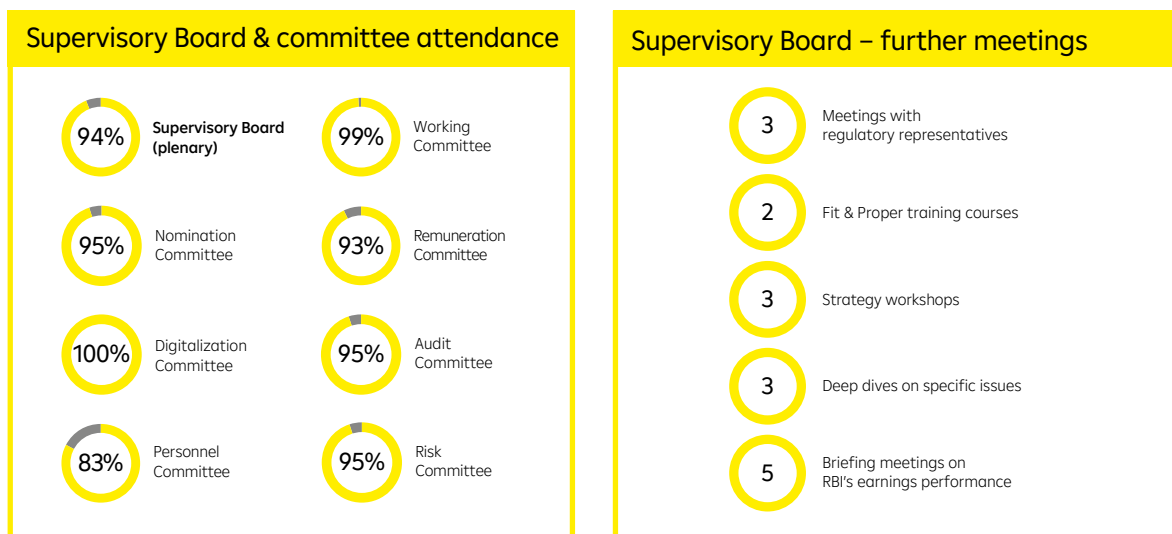 Supervisory Board & committee attendance
94%
Supervisory Board
(plenary)
99%
Working
Committee
95%
Nomination
Committee
93%
Remuneration
Committee
100%
Digitalization
Committee
95%
Audit
Committee
83%
Personnel
Committee
95%
Risk
Committee
Supervisory Board – further meetings
3
Meetings with
regulatory representatives
2
Fit & Proper training courses
3
Strategy workshops
3
Deep dives on specific issues
5
Briefing meetings on
RBI's earnings performance